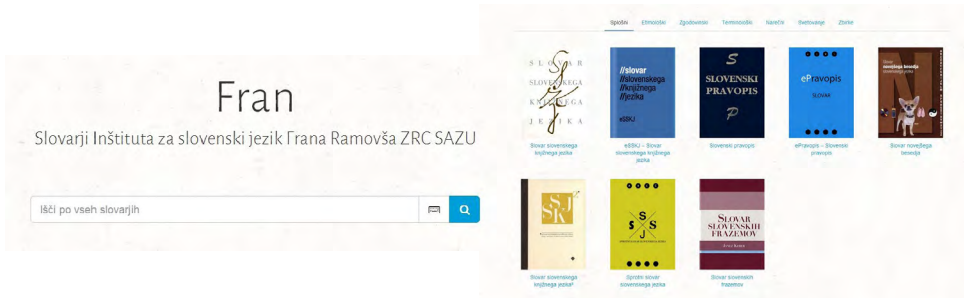 Fran
Slovarji Inštituta za slovenski jezik Frana Ramovša ZRC SAZU
Išči po vseh slovarjih
Splošni Etimološki Zgodovinski Terminološki Narečni Svetovanje Zbirke
SLOVAR
SLOVENSKEGA
KNJIŽNEGA
JEZIKA
Slovar slovenskega
knjižnega jezika
//slovar
//slovenskega
//knjižnega
//jezika
eSSKJ
eSSKJ – Slovar
slovenskega knjižnega
jezika
S
SLOVENSKI
PRAVOPIS
P
Slovenski pravopis
ePravopis
SLOVAR
ePravopis – Slovenski
pravopis
Slovar
novejšega besedja
slovenskega jezika
Slovar novejšega
besedja
SSKJ
2
Slovar slovenskega
knjižnega jezika²
S
S S
J
Sprotni slovar
slovenskega jezika
SLOVAR
SLOVENSKIH
FRAZEMOV
Slovar slovenskih
frazemov